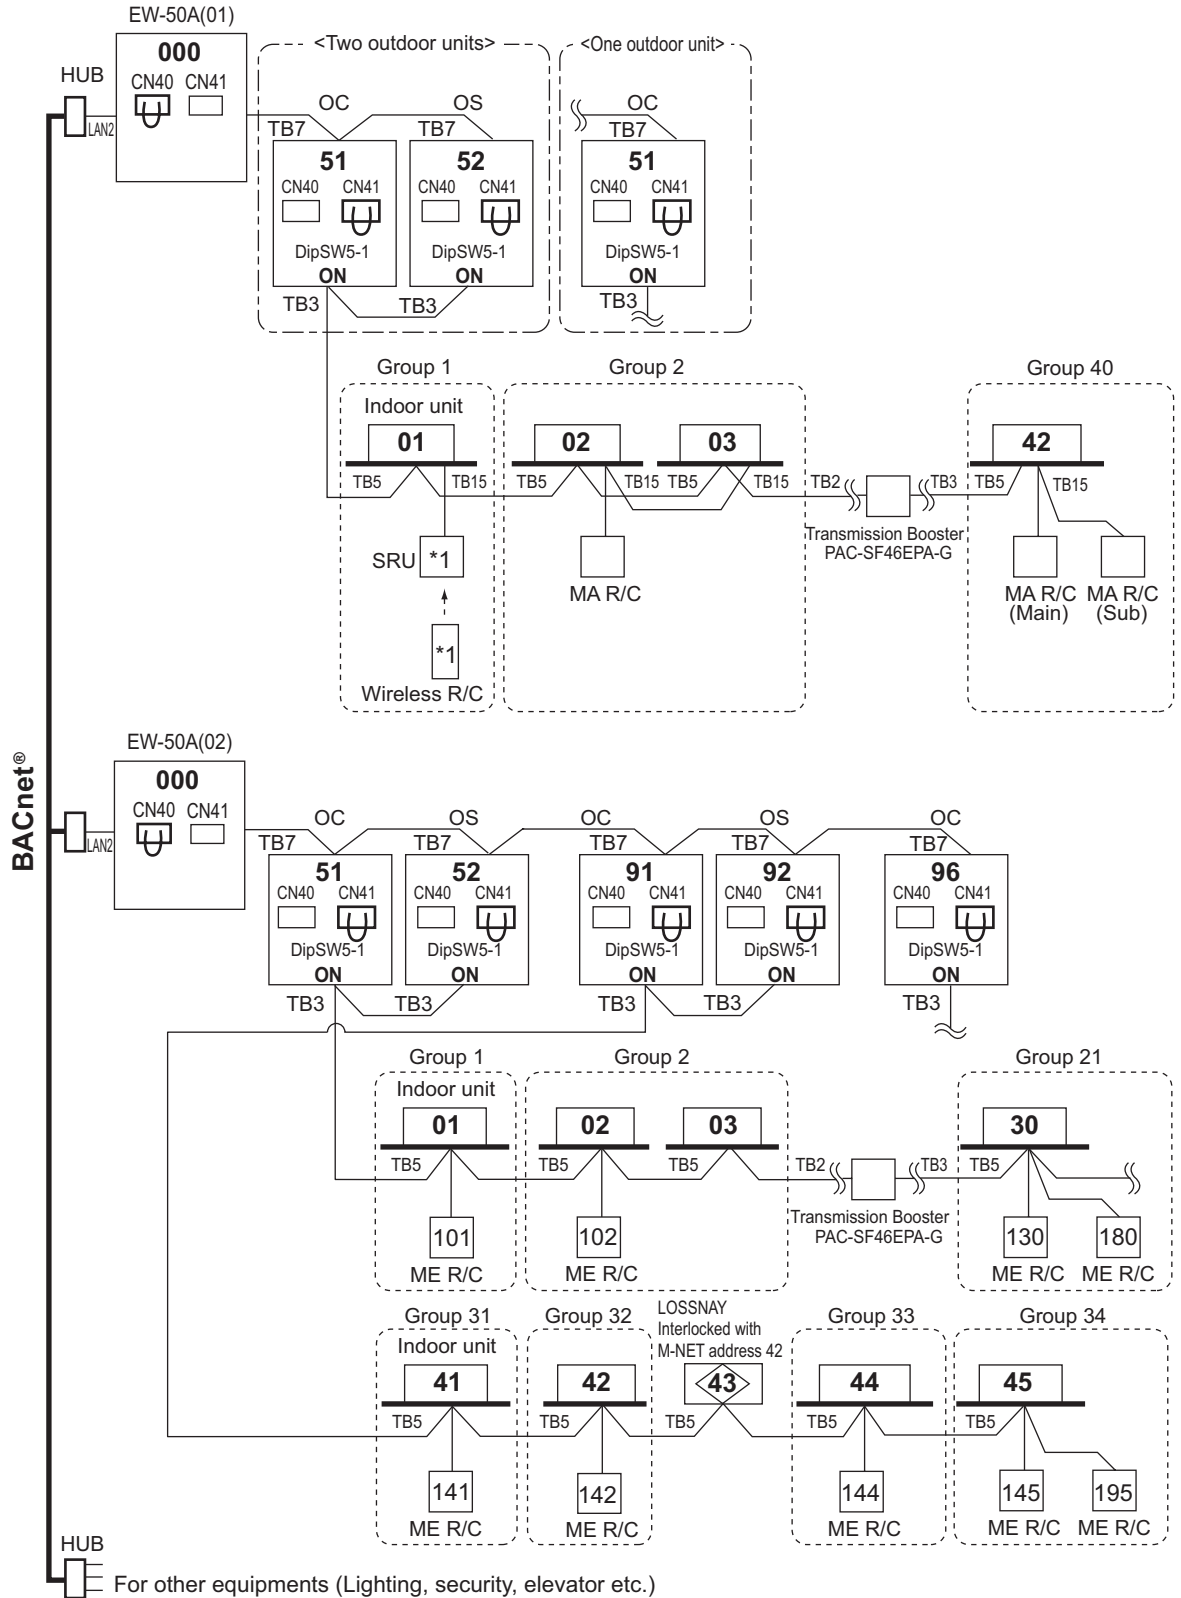 EW-50A(01)
000
CN40 CN41
HUB
LAN2
<Two outdoor units>
OC OS
TB7 TB7
51 52
CN40 CN41 CN40 CN41
DipSW5-1 DipSW5-1
ON ON
TB3 TB3
<One outdoor unit>
OC
TB7
51
CN40 CN41
DipSW5-1
ON
TB3
Group 1
Indoor unit
01
TB5 TB15
SRU *1
*1
Wireless R/C
Group 2
02 03
TB5 TB15 TB5 TB15
MA R/C
TB2 TB3
Transmission Booster
PAC-SF46EPA-G
Group 40
42
TB5 TB15
MA R/C MA R/C
(Main) (Sub)
BACnet®
EW-50A(02)
000
CN40 CN41
LAN2
OC OS OC OS OC
TB7 TB7 TB7 TB7 TB7
51 52 91 92 96
CN40 CN41 CN40 CN41 CN40 CN41 CN40 CN41 CN40 CN41
DipSW5-1 DipSW5-1 DipSW5-1 DipSW5-1 DipSW5-1
ON ON ON ON ON
TB3 TB3 TB3 TB3 TB3
Group 1
Indoor unit
01
TB5
101
ME R/C
Group 2
02 03
TB5 TB5
102
ME R/C
TB2 TB3
Transmission Booster
PAC-SF46EPA-G
Group 21
30
TB5
130 180
ME R/C ME R/C
Group 31
Indoor unit
41
TB5
141
ME R/C
Group 32
42
TB5
142
ME R/C
LOSSNAY
Interlocked with
M-NET address 42
43
TB5
Group 33
44
TB5
144
ME R/C
Group 34
45
TB5
145 195
ME R/C ME R/C
HUB
For other equipments (Lighting, security, elevator etc.)